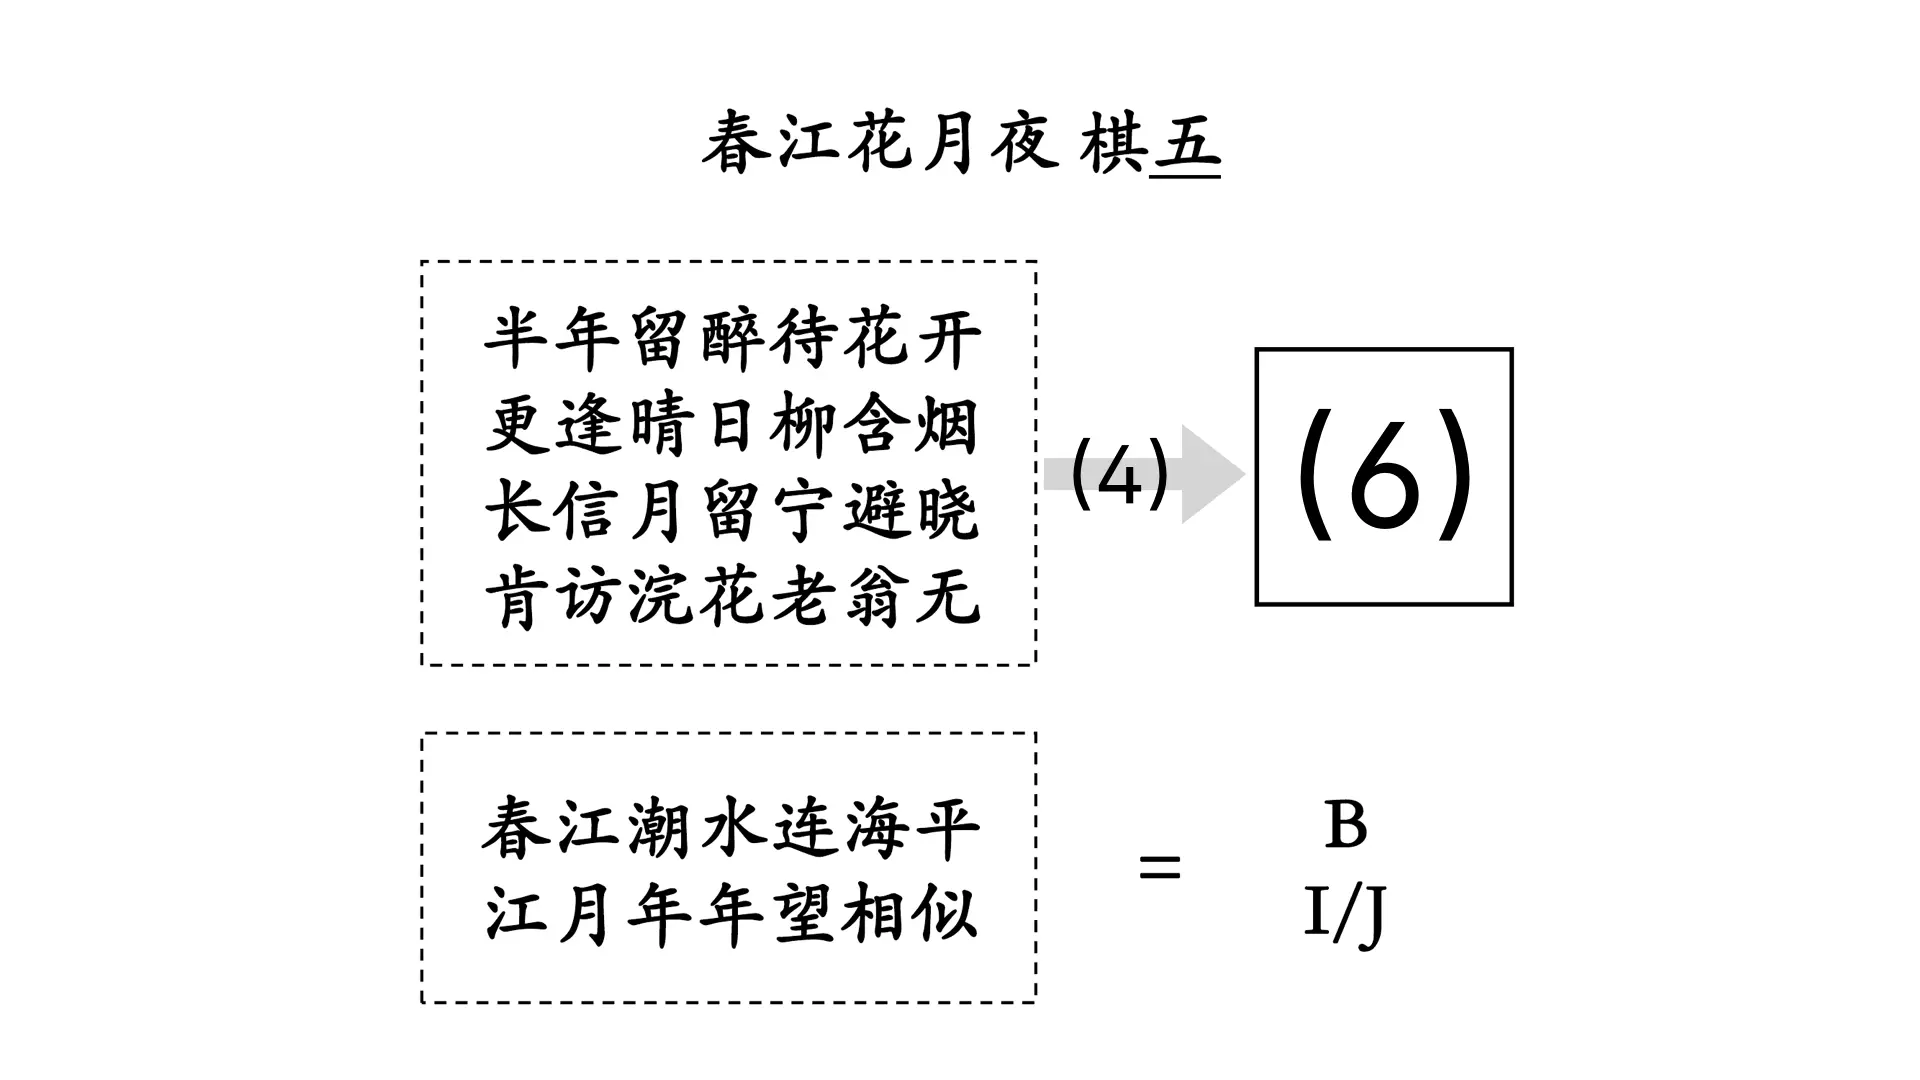 春江花月夜 棋五
半年留醉待花开
更逢晴日柳含烟
长信月留宁避晓
肯访浣花老翁无
(4)
(6)
春江潮水连海平
江月年年望相似
=
B
I/J